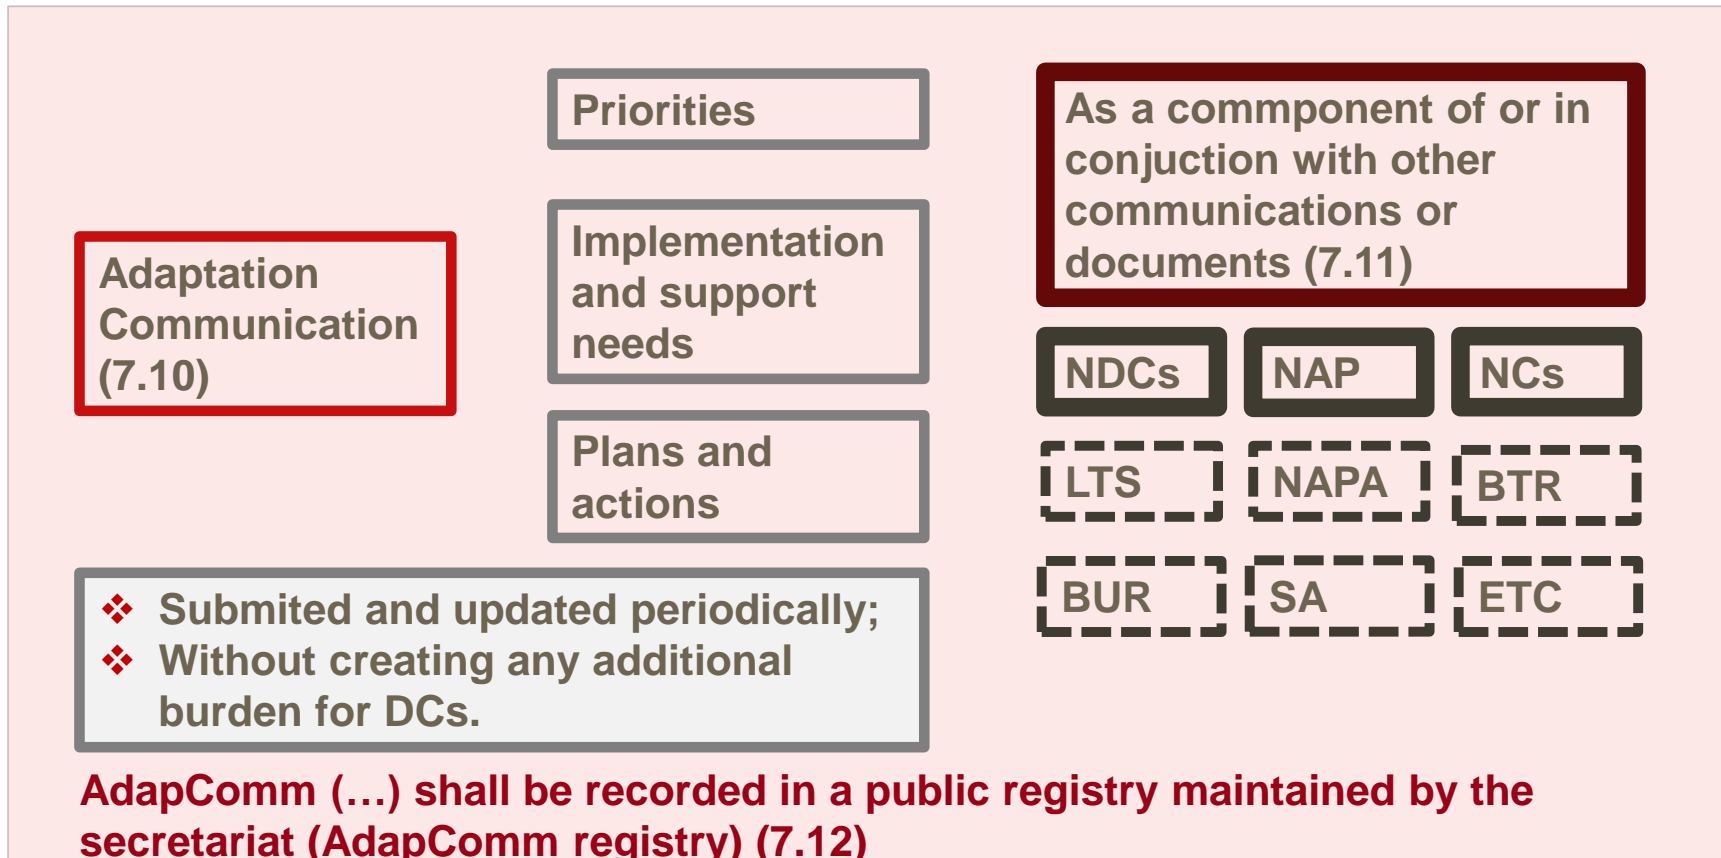 Adaptation
Communication
(7.10)
Priorities
Implementation
and support
needs
Plans and
actions
❖ Submited and updated periodically;
❖ Without creating any additional
burden for DCs.
As a commponent of or in
conjuction with other
communications or
documents (7.11)
NDCs NAP NCs
LTS NAPA BTR
BUR SA ETC
AdapComm (…) shall be recorded in a public registry maintained by the
secretariat (AdapComm registry) (7.12)